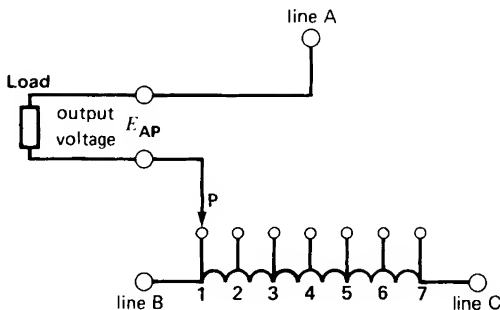 line A
Load
output
voltage E_AP
P
1 2 3 4 5 6 7
line B
line C